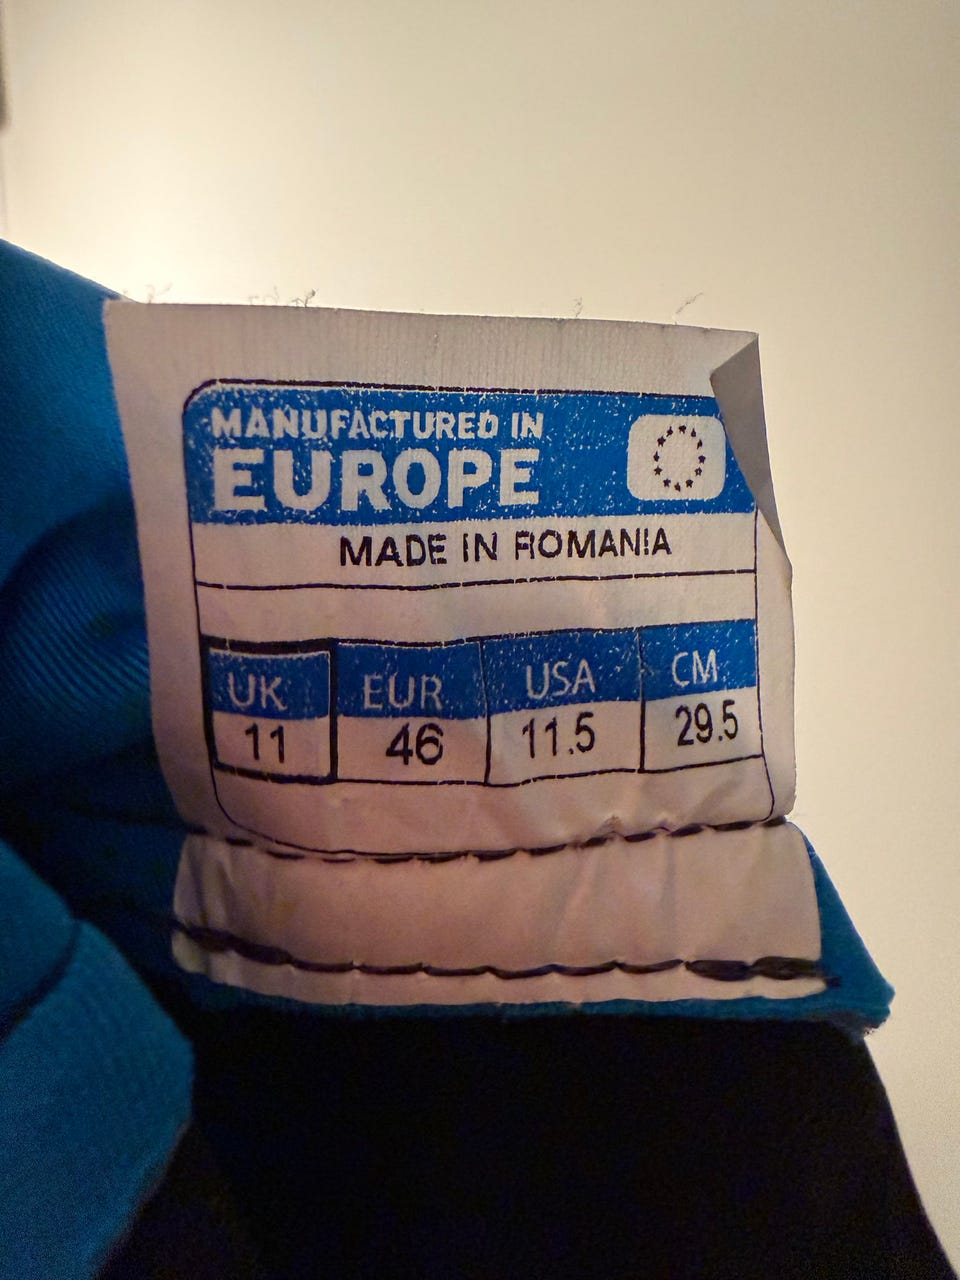 MANUFACTURED IN
EUROPE
MADE IN ROMANIA
UK EUR USA CM
11 46 11.5 29.5